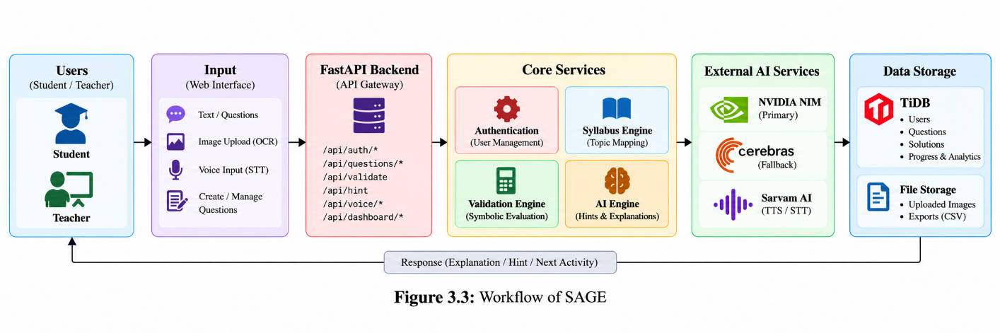 Users
(Student / Teacher)
Student
Teacher
Input
(Web Interface)
Text / Questions
Image Upload (OCR)
Voice Input (STT)
Create / Manage
Questions
FastAPI Backend
(API Gateway)
/api/auth/*
/api/questions/*
/api/validate
/api/hint
/api/voice/*
/api/dashboard/*
Core Services
Authentication
(User Management)
Syllabus Engine
(Topic Mapping)
Validation Engine
(Symbolic Evaluation)
AI Engine
(Hints & Explanations)
External AI Services
NVIDIA NIM
(Primary)
cerebras
(Fallback)
Sarvam AI
(TTS / STT)
Data Storage
TiDB
• Users
• Questions
• Solutions
• Progress & Analytics
File Storage
• Uploaded Images
• Exports (CSV)
Response (Explanation / Hint / Next Activity)
Figure 3.3: Workflow of SAGE